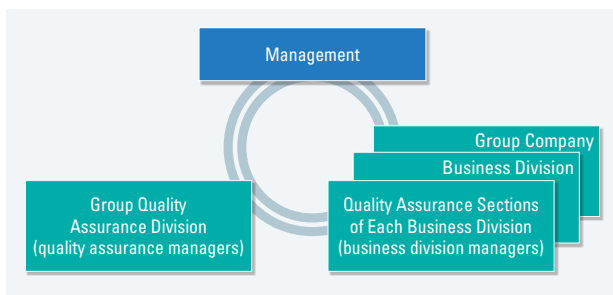 Management
Group Company
Business Division
Group Quality
Assurance Division
(quality assurance managers)
Quality Assurance Sections
of Each Business Division
(business division managers)